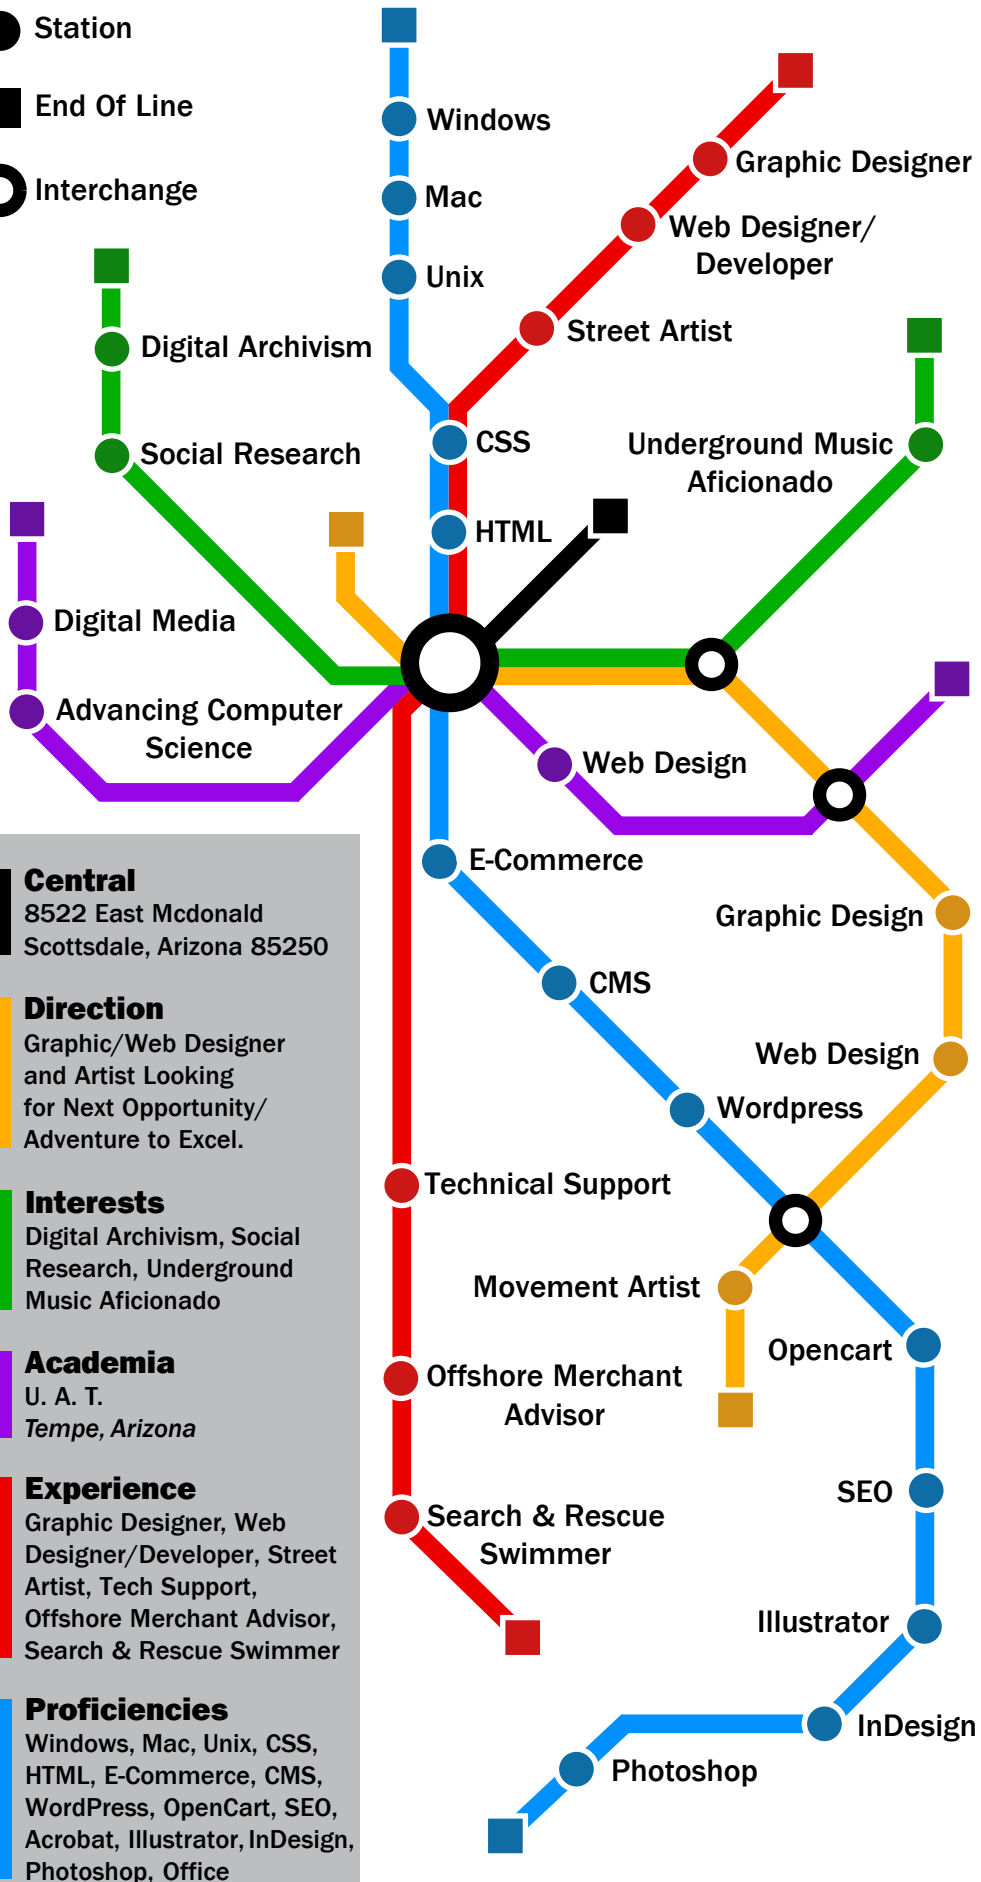 Station
End Of Line
Interchange
Windows
Mac
Unix
Graphic Designer
Web Designer/
Developer
Street Artist
Digital Archivism
Social Research
CSS
HTML
Underground Music
Aficionado
Digital Media
Advancing Computer
Science
Web Design
E-Commerce
CMS
Wordpress
Graphic Design
Web Design
Technical Support
Movement Artist
Opencart
Offshore Merchant
Advisor
SEO
Search & Rescue
Swimmer
Illustrator
InDesign
Photoshop
Central
8522 East Mcdonald
Scottsdale, Arizona 85250
Direction
Graphic/Web Designer
and Artist Looking
for Next Opportunity/
Adventure to Excel.
Interests
Digital Archivism, Social
Research, Underground
Music Aficionado
Academia
U. A. T.
Tempe, Arizona
Experience
Graphic Designer, Web
Designer/Developer, Street
Artist, Tech Support,
Offshore Merchant Advisor,
Search & Rescue Swimmer
Proficiencies
Windows, Mac, Unix, CSS,
HTML, E-Commerce, CMS,
WordPress, OpenCart, SEO,
Acrobat, Illustrator, InDesign,
Photoshop, Office